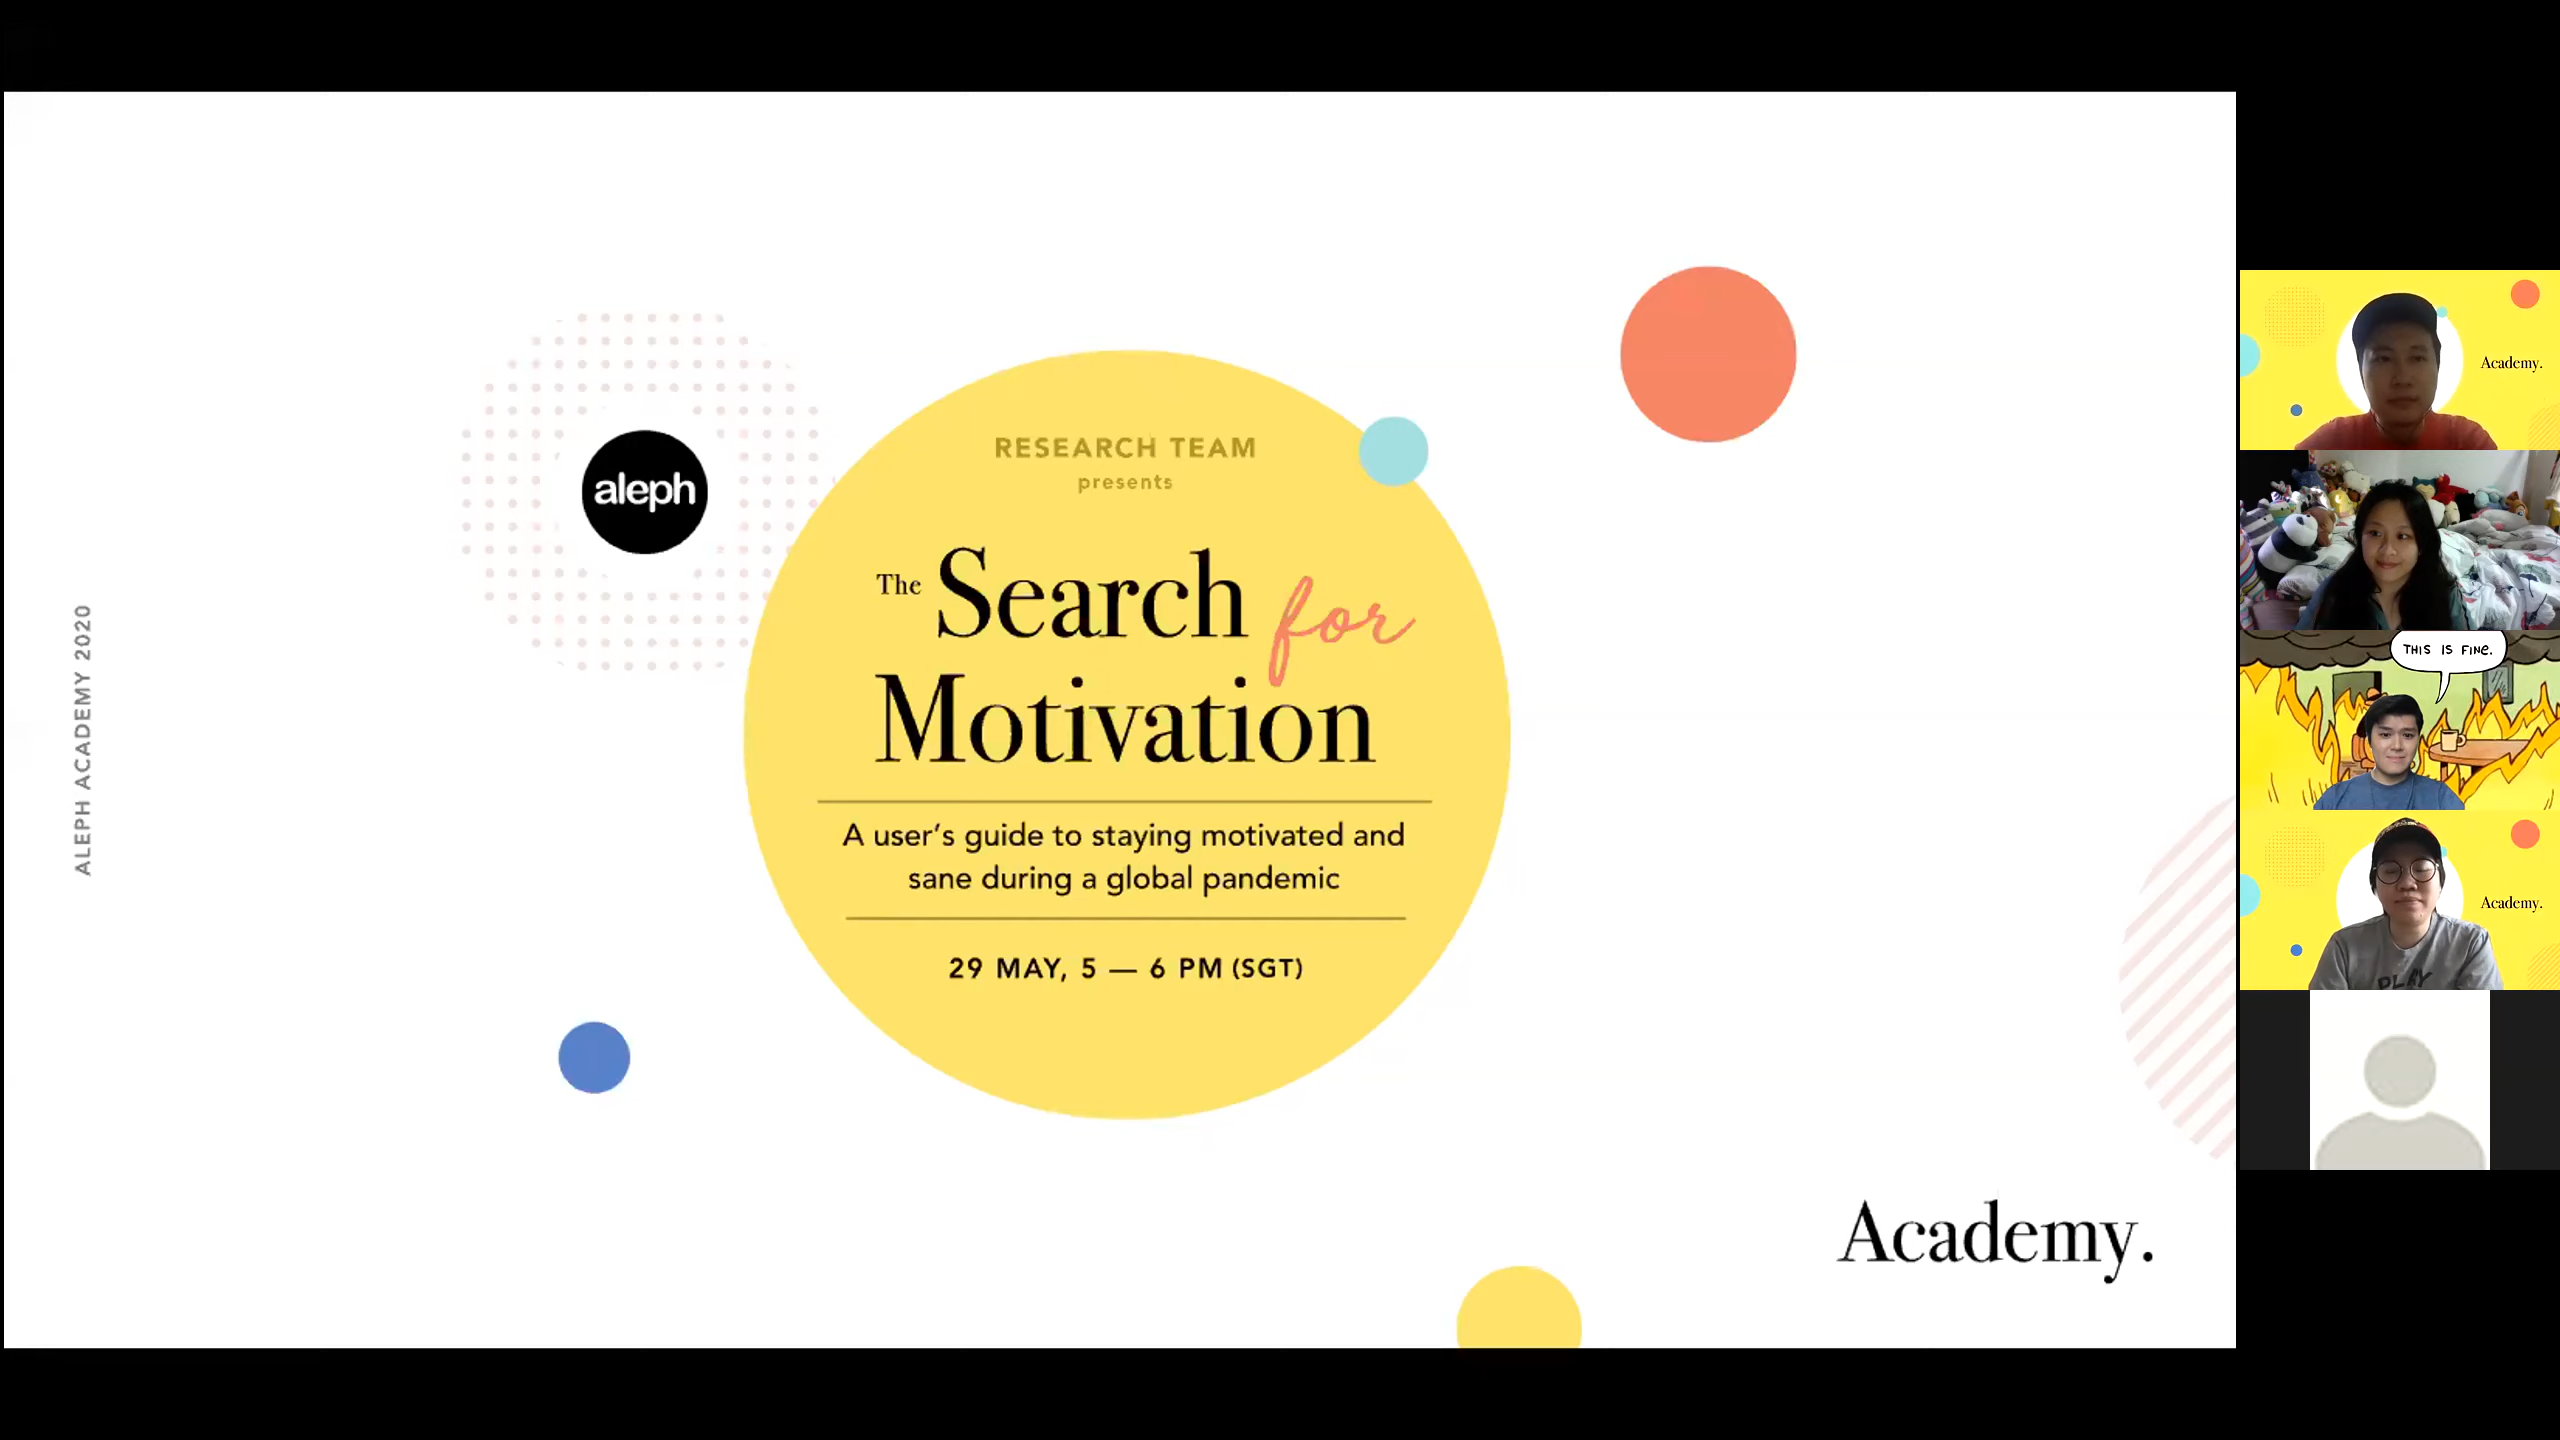 ALEPH ACADEMY 2020
aleph
RESEARCH TEAM
presents
The Search for
Motivation
A user's guide to staying motivated and
sane during a global pandemic
29 MAY, 5 — 6 PM (SGT)
Academy.
Academy.
THIS IS FINE.
Academy.
PLAY